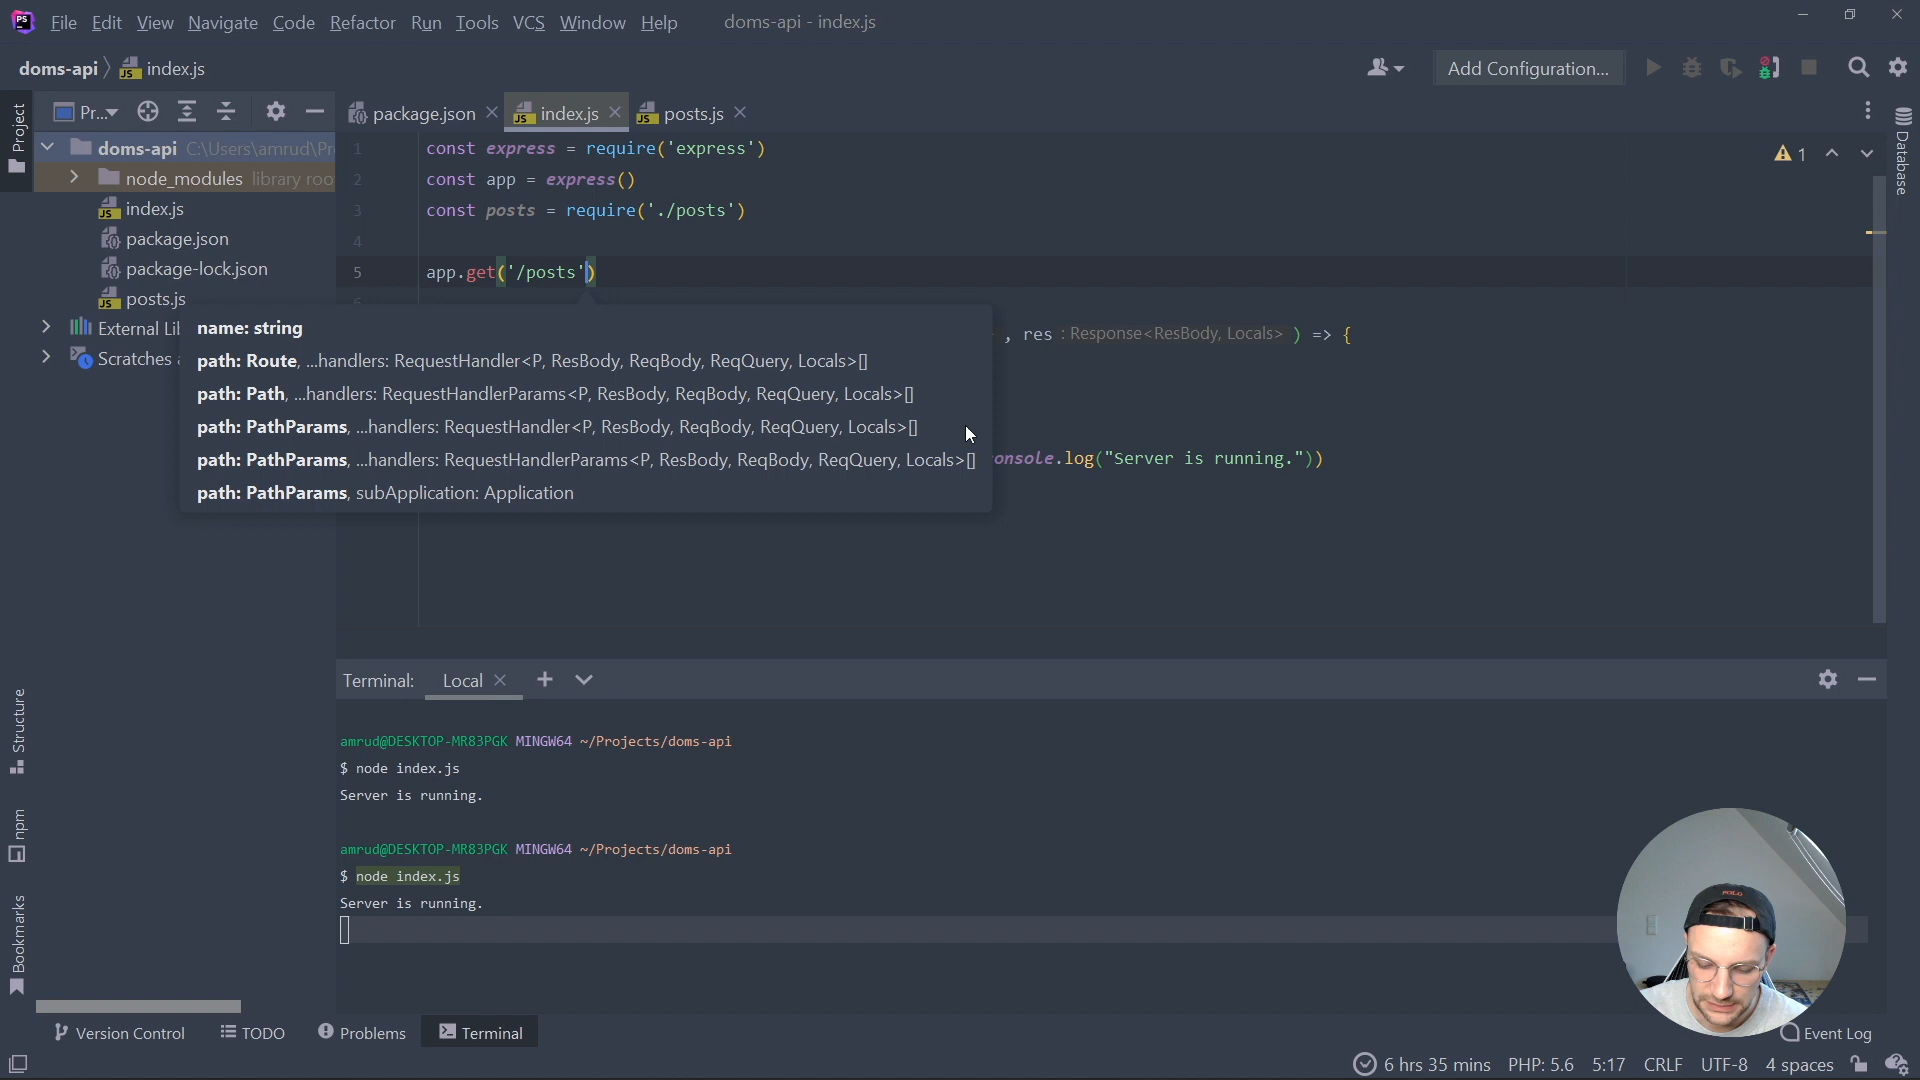 PS File Edit View Navigate Code Refactor Run Tools VCS Window Help doms-api - index.js
doms-api JS index.js Add Configuration...
Project Pr... package.json JS index.js JS posts.js
doms-api C:\Users\amrud\Pr
node_modules library roo
JS index.js
package.json
package-lock.json
JS posts.js
External Lib
Scratches a
1 const express = require('express')
2 const app = express()
3 const posts = require('./posts')
4
5 app.get('/posts')
1
, res : Response<ResBody, Locals> ) => {
onsole.log("Server is running."))
name: string
path: Route, ...handlers: RequestHandler<P, ResBody, ReqBody, ReqQuery, Locals>[]
path: Path, ...handlers: RequestHandlerParams<P, ResBody, ReqBody, ReqQuery, Locals>[]
path: PathParams, ...handlers: RequestHandler<P, ResBody, ReqBody, ReqQuery, Locals>[]
path: PathParams, ...handlers: RequestHandlerParams<P, ResBody, ReqBody, ReqQuery, Locals>[]
path: PathParams, subApplication: Application
Database
Structure
npm
Bookmarks
Terminal: Local
amrud@DESKTOP-MR83PGK MINGW64 ~/Projects/doms-api
$ node index.js
Server is running.
amrud@DESKTOP-MR83PGK MINGW64 ~/Projects/doms-api
$ node index.js
Server is running.
POLO
Version Control TODO Problems Terminal Event Log
6 hrs 35 mins PHP: 5.6 5:17 CRLF UTF-8 4 spaces